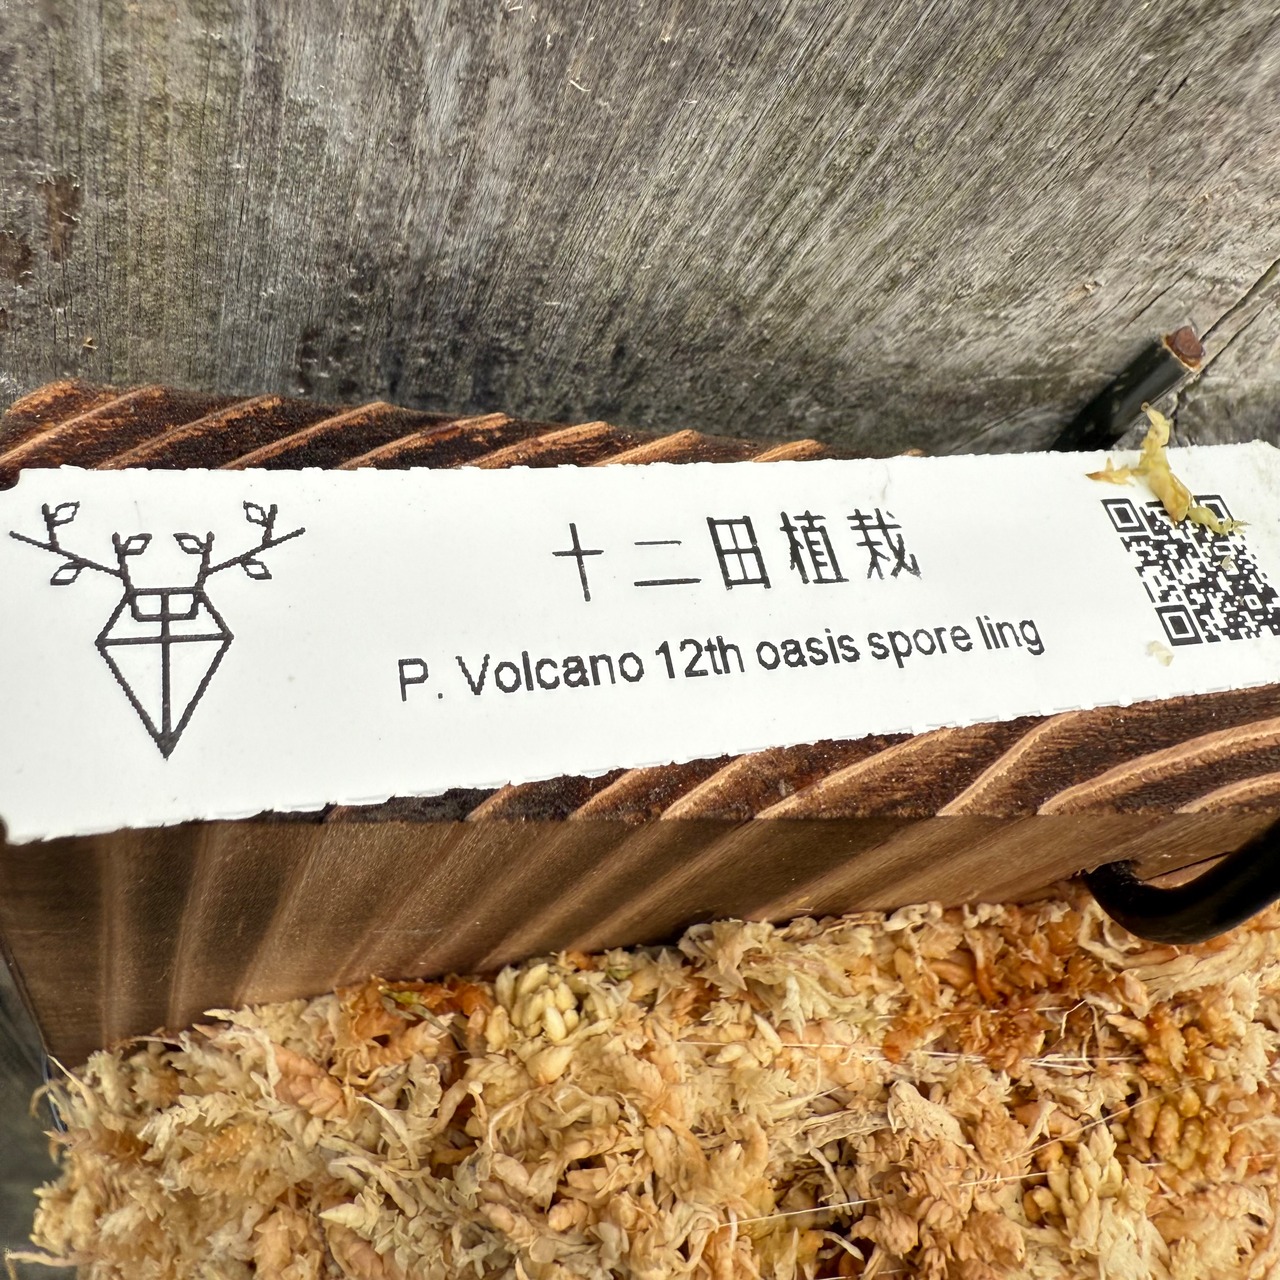 十二田植栽
P. Volcano 12th oasis spore ling